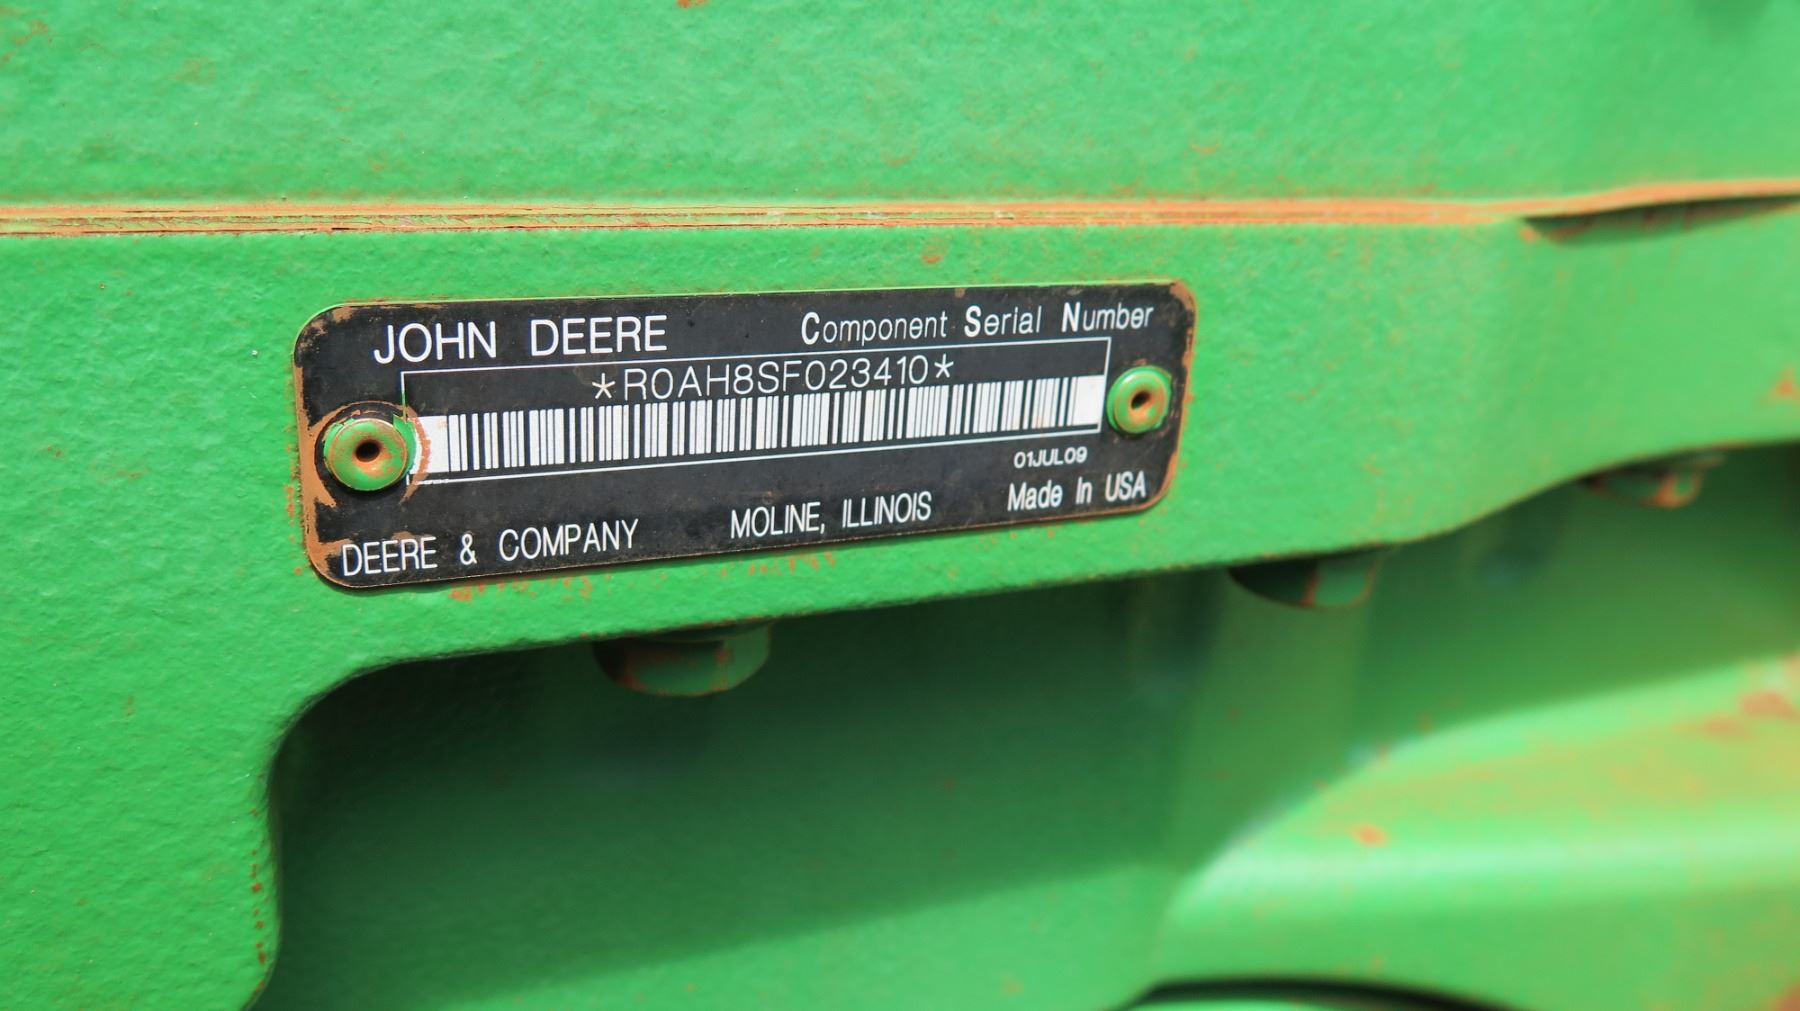 JOHN DEERE Component Serial Number
*R0AH8SF023410*
01JUL09
DEERE & COMPANY MOLINE, ILLINOIS Made In USA